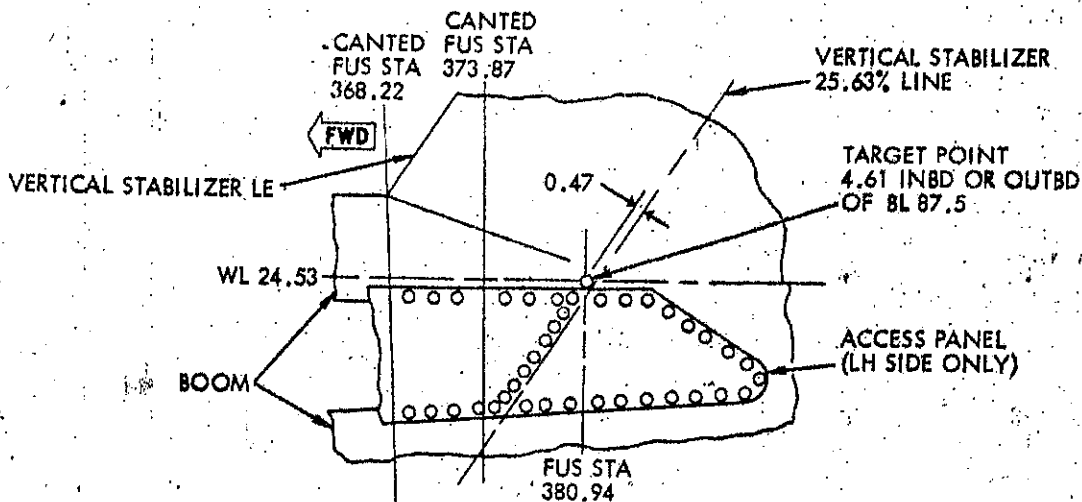 CANTED
FUS STA
368.22
CANTED
FUS STA
373.87
VERTICAL STABILIZER
25.63% LINE
FWD
VERTICAL STABILIZER LE
0.47
TARGET POINT
4.61 INBD OR OUTBD
OF BL 87.5
WL 24.53
ACCESS PANEL
(LH SIDE ONLY)
BOOM
FUS STA
380.94